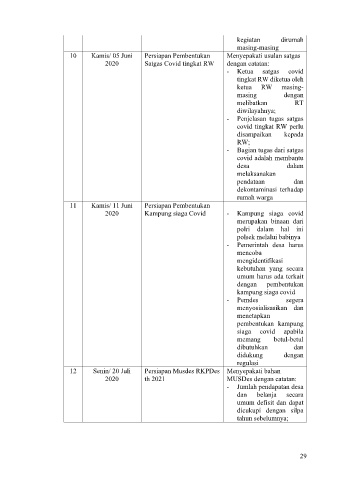 kegiatan dirumah
masing-masing
10 Kamis/ 05 Juni Persiapan Pembentukan Menyepakati usulan satgas
2020 Satgas Covid tingkat RW dengan catatan:
- Ketua satgas covid
tingkat RW diketua oleh
ketua RW masing-
masing dengan
melibatkan RT
diwilayahnya;
- Penjelasan tugas satgas
covid tingkat RW perlu
disampaikan kepada
RW;
- Bagian tugas dari satgas
covid adalah membantu
desa dalam
melaksanakan
pendataan dan
dekontaminasi terhadap
rumah warga
11 Kamis/ 11 Juni Persiapan Pembentukan
2020 Kampung siaga Covid - Kampung siaga covid
merupakan binaan dari
polri dalam hal ini
polsek melalui babinya
- Pemerintah desa harus
mencoba
mengidentifikasi
kebutuhan yang secara
umum harus ada terkait
dengan pembentukan
kampung siaga covid
- Pemdes segera
mensyosialisasikan dan
menetapkan
pembentukan kampung
siaga covid apabila
memang betul-betul
dibutuhkan dan
didukung dengan
regulasi
12 Senin/ 20 Juli Persiapan Musdes RKPDes Menyepakati bahan
2020 th 2021 MUSDes dengan catatan:
- Jumlah pendapatan desa
dan belanja secara
umum defisit dan dapat
dicukupi dengan silpa
tahun sebelumnya;
29